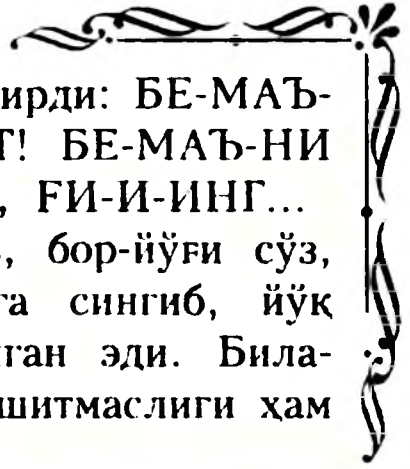 ирди: БЕ-МАЪ-
Т! БЕ-МАЪ-НИ
, ҒИ-И-ИНГ...
, бор-йўғи сўз,
га сингиб, йўқ
ган эди. Била-
шитмаслиги ҳам